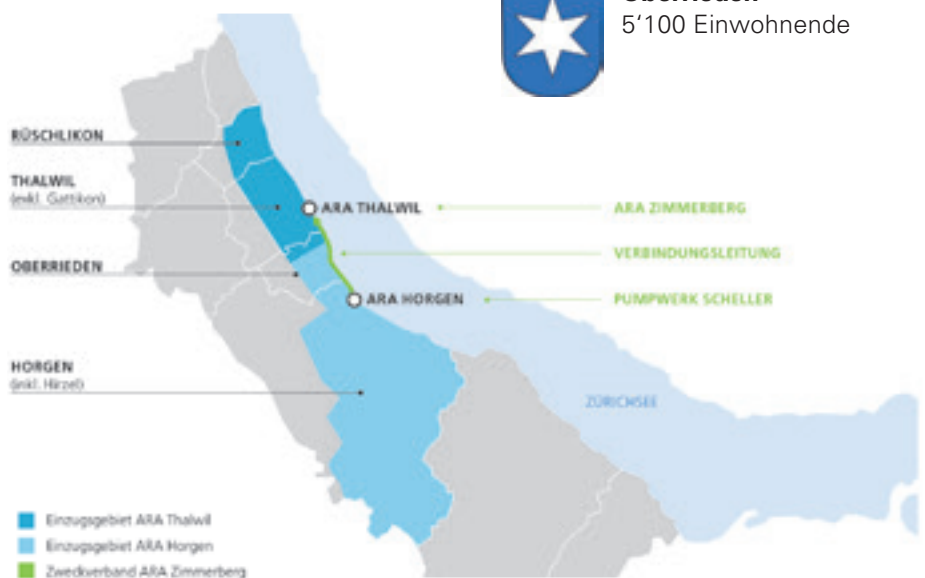 Oberrieden
5‘100 Einwohnende
RÜSCHLIKON
THALWIL
(exkl. Gattikon)
ARA THALWIL
ARA ZIMMERBERG
VERBINDUNGSLEITUNG
OBERRIEDEN
ARA HORGEN
PUMPWERK SCHELLER
HORGEN
(inkl. Hirzel)
ZÜRICHSEE
Einzugsgebiet ARA Thalwil
Einzugsgebiet ARA Horgen
Zweckverband ARA Zimmerberg